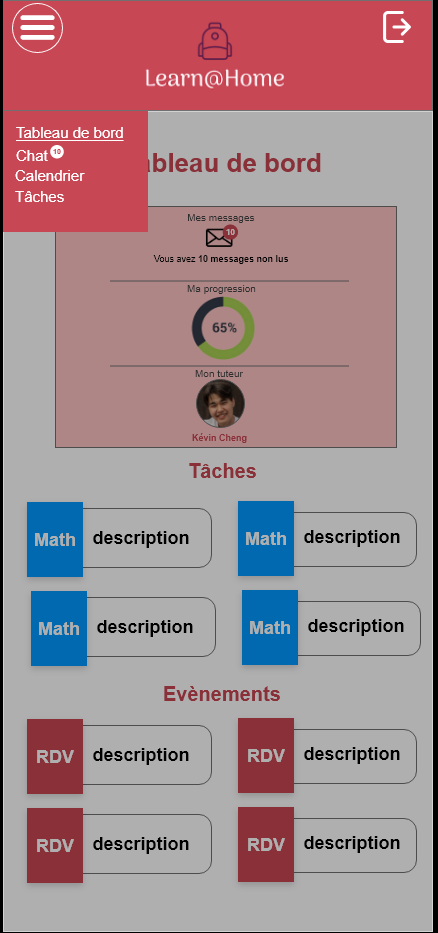 Learn@Home
Tableau de bord
Chat 10
Calendrier
Tâches
ableau de bord
Mes messages
10
Vous avez 10 messages non lus
Ma progression
65%
Mon tuteur
Kévin Cheng
Tâches
Math description
Math description
Math description
Math description
Evènements
RDV description
RDV description
RDV description
RDV description